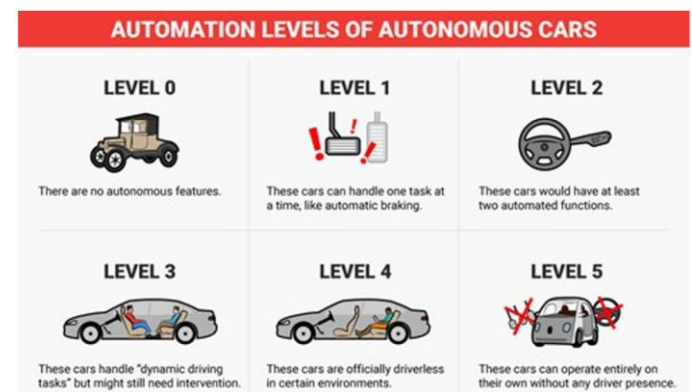 AUTOMATION LEVELS OF AUTONOMOUS CARS
LEVEL 0
There are no autonomous features.
LEVEL 1
These cars can handle one task at
a time, like automatic braking.
LEVEL 2
These cars would have at least
two automated functions.
LEVEL 3
These cars handle “dynamic driving
tasks” but might still need intervention.
LEVEL 4
These cars are officially driverless
in certain environments.
LEVEL 5
These cars can operate entirely on
their own without any driver presence.